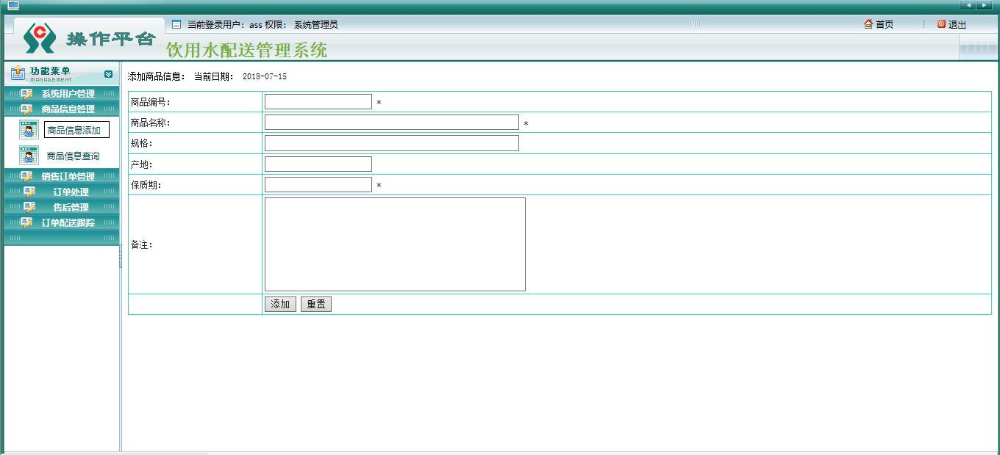 当前登录用户：ass 权限： 系统管理员
首页
退出
操作平台
饮用水配送管理系统
功能菜单
MANAGEMENT
系统用户管理
商品信息管理
商品信息添加
商品信息查询
销售订单管理
订单处理
售后管理
订单配送跟踪
添加商品信息： 当前日期： 2018-07-15
商品编号： *
商品名称： *
规格：
产地：
保质期： *
备注：
添加 重置